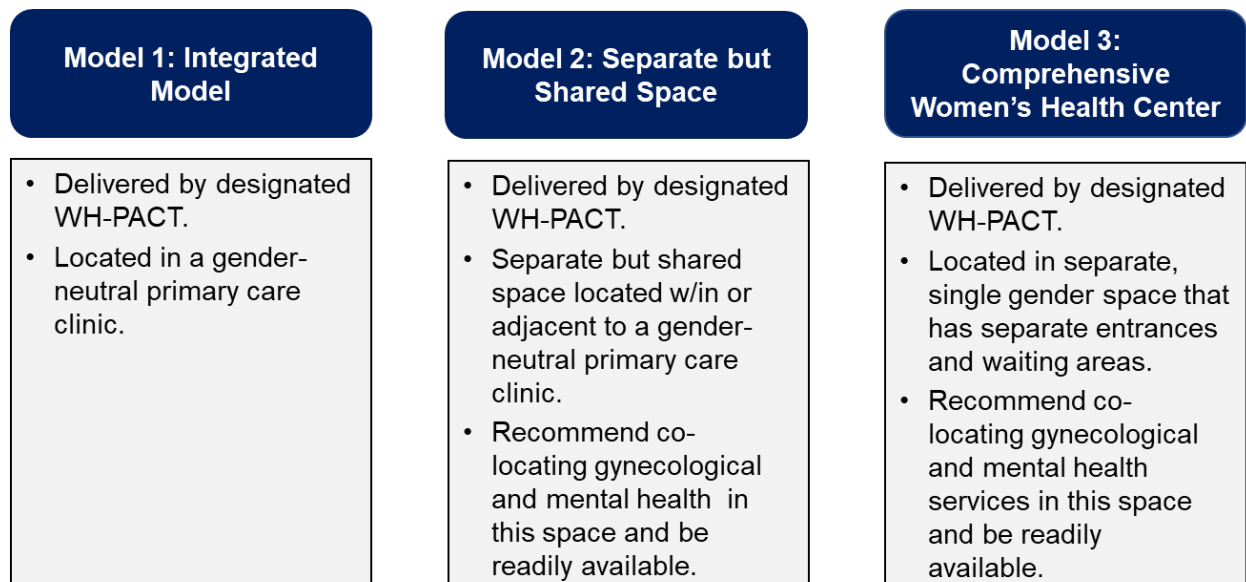 Model 1: Integrated
Model
• Delivered by designated
WH-PACT.
• Located in a gender-
neutral primary care
clinic.
Model 2: Separate but
Shared Space
• Delivered by designated
WH-PACT.
• Separate but shared
space located w/in or
adjacent to a gender-
neutral primary care
clinic.
• Recommend co-
locating gynecological
and mental health in
this space and be
readily available.
Model 3:
Comprehensive
Women’s Health Center
• Delivered by designated
WH-PACT.
• Located in separate,
single gender space that
has separate entrances
and waiting areas.
• Recommend co-
locating gynecological
and mental health
services in this space
and be readily
available.